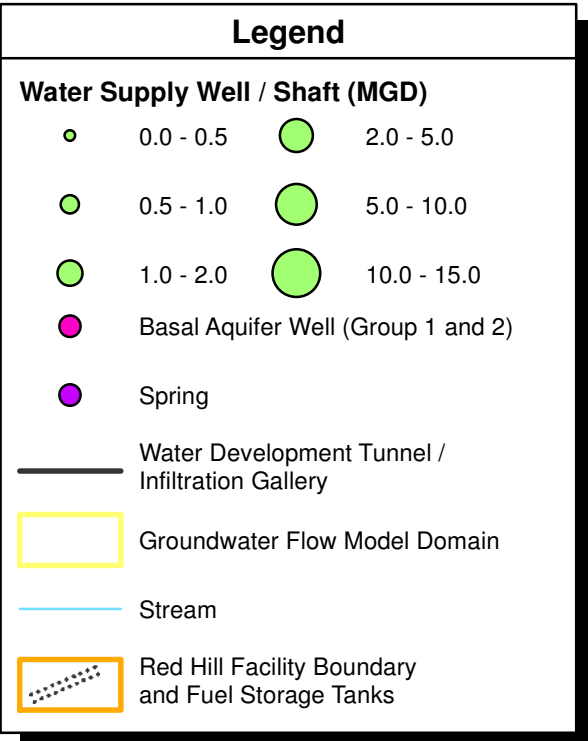 Legend
Water Supply Well / Shaft (MGD)
0.0 - 0.5
2.0 - 5.0
0.5 - 1.0
5.0 - 10.0
1.0 - 2.0
10.0 - 15.0
Basal Aquifer Well (Group 1 and 2)
Spring
Water Development Tunnel /
Infiltration Gallery
Groundwater Flow Model Domain
Stream
Red Hill Facility Boundary
and Fuel Storage Tanks